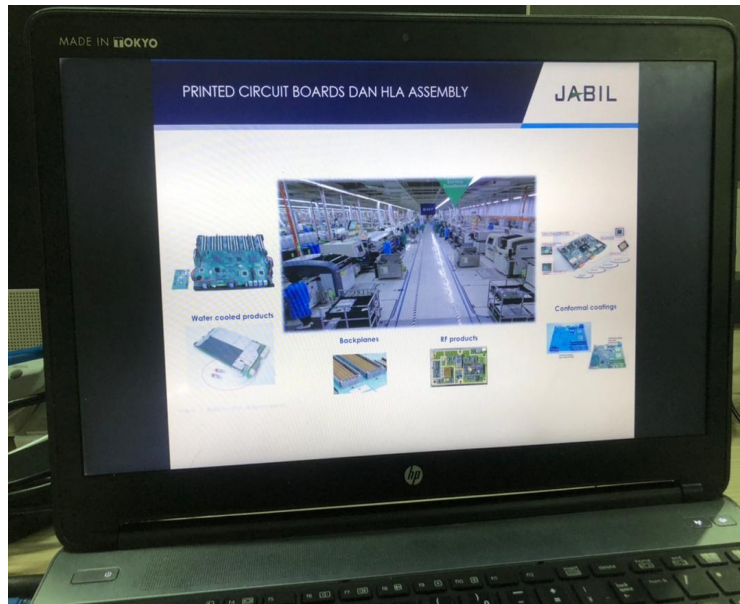 MADE IN TOKYO
PRINTED CIRCUIT BOARDS DAN HLA ASSEMBLY
JABIL
Water cooled products
Backplanes
RF products
Conformal coatings
hp